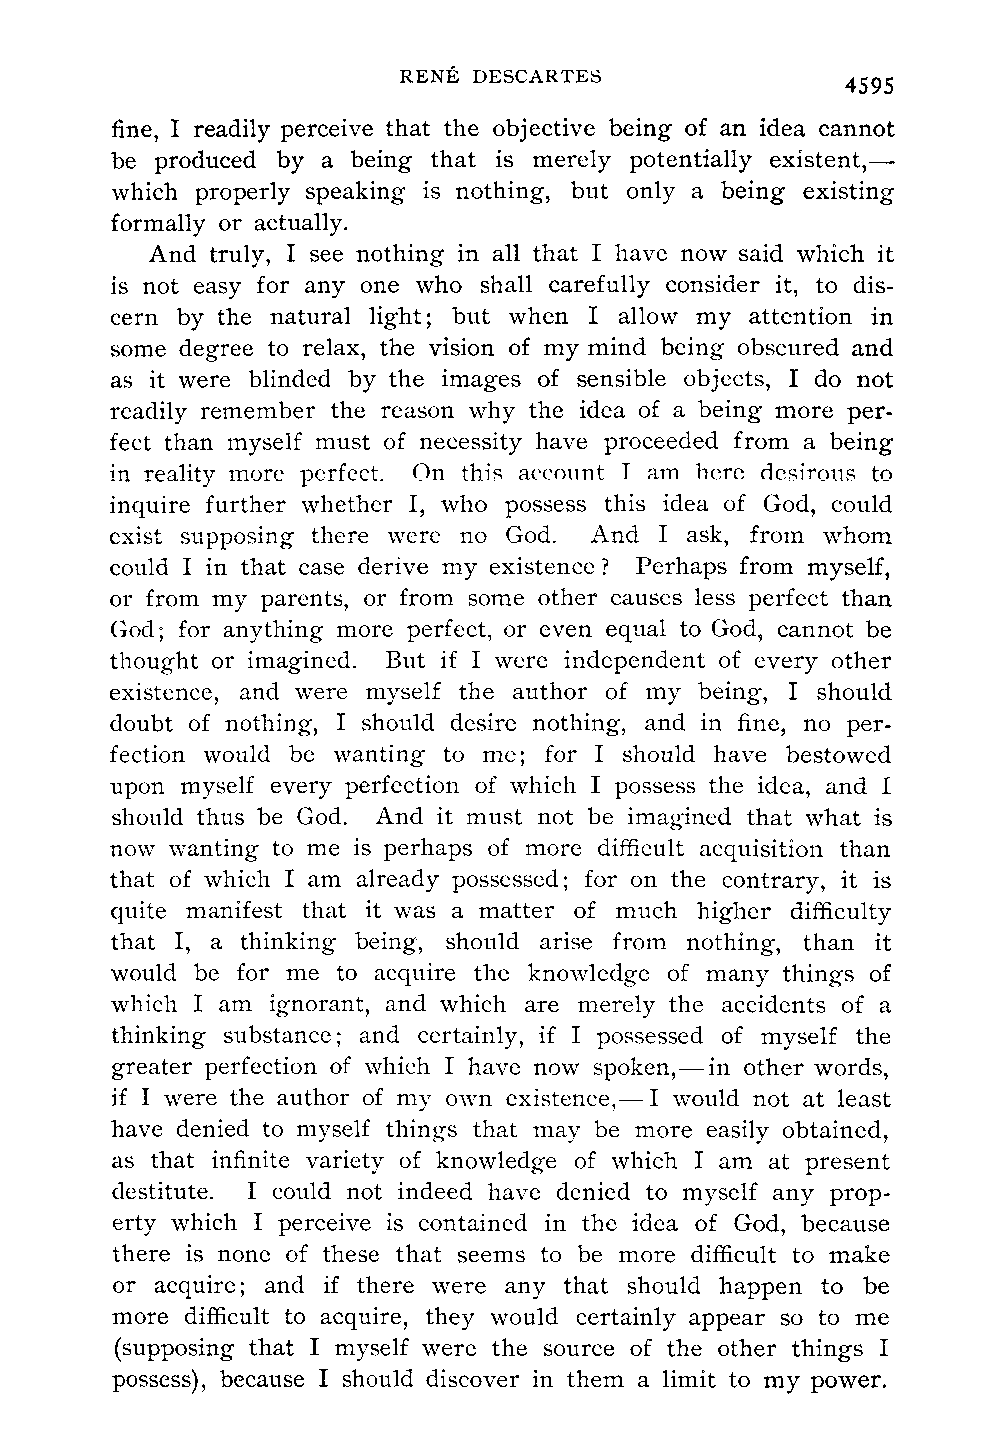 RENÉ DESCARTES
4595
fine, I readily perceive that the objective being of an idea cannot
be produced by a being that is merely potentially existent,—
which properly speaking is nothing, but only a being existing
formally or actually.
And truly, I see nothing in all that I have now said which it
is not easy for any one who shall carefully consider it, to dis-
cern by the natural light; but when I allow my attention in
some degree to relax, the vision of my mind being obscured and
as it were blinded by the images of sensible objects, I do not
readily remember the reason why the idea of a being more per-
fect than myself must of necessity have proceeded from a being
in reality more perfect. On this account I am here desirous to
inquire further whether I, who possess this idea of God, could
exist supposing there were no God. And I ask, from whom
could I in that case derive my existence? Perhaps from myself,
or from my parents, or from some other causes less perfect than
God; for anything more perfect, or even equal to God, cannot be
thought or imagined. But if I were independent of every other
existence, and were myself the author of my being, I should
doubt of nothing, I should desire nothing, and in fine, no per-
fection would be wanting to me; for I should have bestowed
upon myself every perfection of which I possess the idea, and I
should thus be God. And it must not be imagined that what is
now wanting to me is perhaps of more difficult acquisition than
that of which I am already possessed; for on the contrary, it is
quite manifest that it was a matter of much higher difficulty
that I, a thinking being, should arise from nothing, than it
would be for me to acquire the knowledge of many things of
which I am ignorant, and which are merely the accidents of a
thinking substance; and certainly, if I possessed of myself the
greater perfection of which I have now spoken,—in other words,
if I were the author of my own existence,—I would not at least
have denied to myself things that may be more easily obtained,
as that infinite variety of knowledge of which I am at present
destitute. I could not indeed have denied to myself any prop-
erty which I perceive is contained in the idea of God, because
there is none of these that seems to be more difficult to make
or acquire; and if there were any that should happen to be
more difficult to acquire, they would certainly appear so to me
(supposing that I myself were the source of the other things I
possess), because I should discover in them a limit to my power.